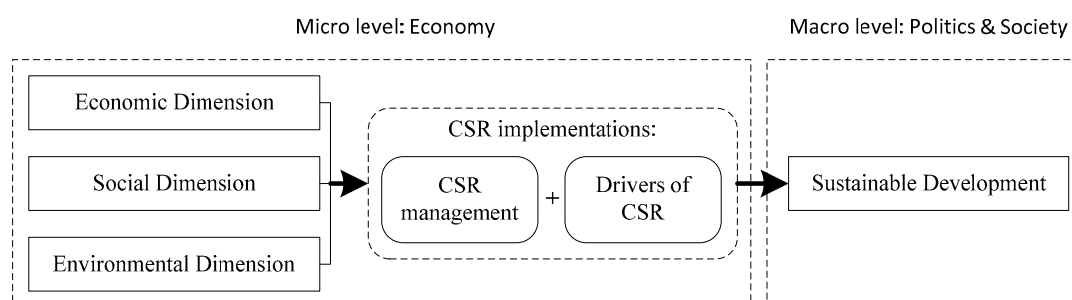 Micro level: Economy
Macro level: Politics & Society
Economic Dimension
Social Dimension
Environmental Dimension
CSR implementations:
CSR
management
+
Drivers of
CSR
Sustainable Development